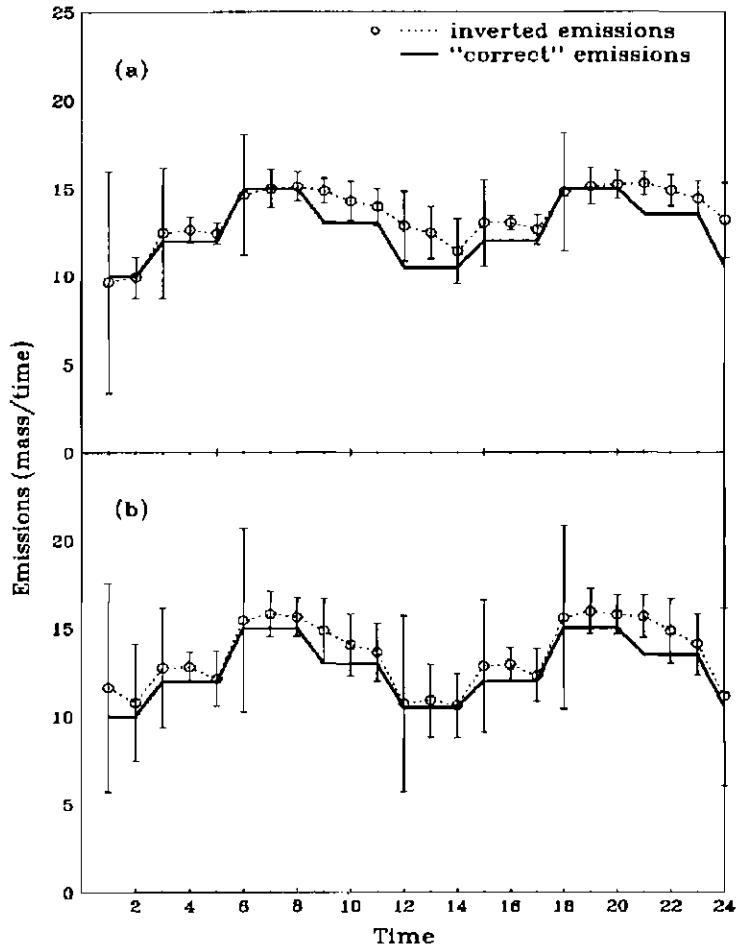 25
inverted emissions
"correct" emissions
(a)
20
15
10
5
0
(b)
20
15
10
5
0
Emissions (mass/time)
2 4 6 8 10 12 14 16 18 20 22 24
Time